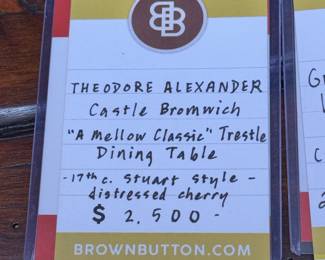 THEODORE ALEXANDER
Castle Bromwich
"A Mellow Classic" Trestle
Dining Table
- 17th c. Stuart Style -
distressed cherry
$ 2,500 -
BROWNBUTTON.COM